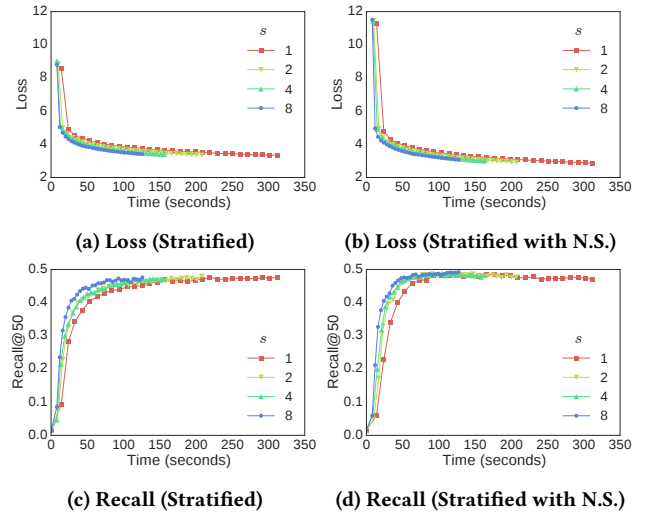 12
10
8
6
4
2
Loss
s
1
2
4
8
0 50 100 150 200 250 300 350
Time (seconds)
(a) Loss (Stratified)
12
10
8
6
4
2
Loss
s
1
2
4
8
0 50 100 150 200 250 300 350
Time (seconds)
(b) Loss (Stratified with N.S.)
0.5
0.4
0.3
0.2
0.1
0.0
Recall@50
s
1
2
4
8
0 50 100 150 200 250 300 350
Time (seconds)
(c) Recall (Stratified)
0.5
0.4
0.3
0.2
0.1
0.0
Recall@50
s
1
2
4
8
0 50 100 150 200 250 300 350
Time (seconds)
(d) Recall (Stratified with N.S.)